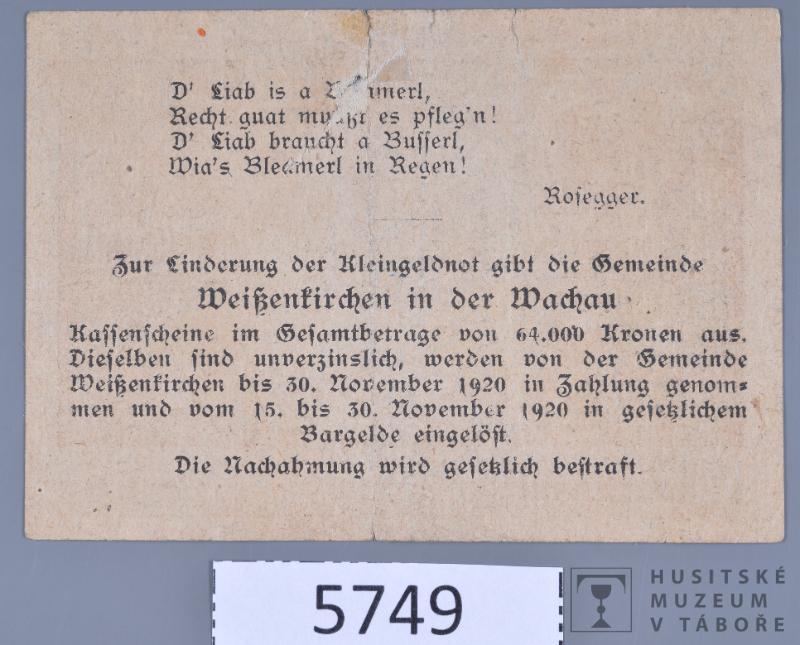 D' Liab is a
Recht guat es pfleg'n!
D' Liab braucht a Busserl,
Wia's Bleamerl in Regen!
Rosegger.
Zur Linderung der Kleingeldnot gibt die Gemeinde
Weißenkirchen in der Wachau
Kassenscheine im Gesamtbetrage von 64.000 Kronen aus.
Dieselben sind unverzinslich, werden von der Gemeinde
Weißenkirchen bis 30. November 1920 in Zahlung genom=
men und vom 15. bis 30. November 1920 in gesetzlichem
Bargelde eingelöst.
Die Nachahmung wird gesetzlich bestraft.
5749
HUSITSKÉ
MUZEUM
V TÁBOŘE